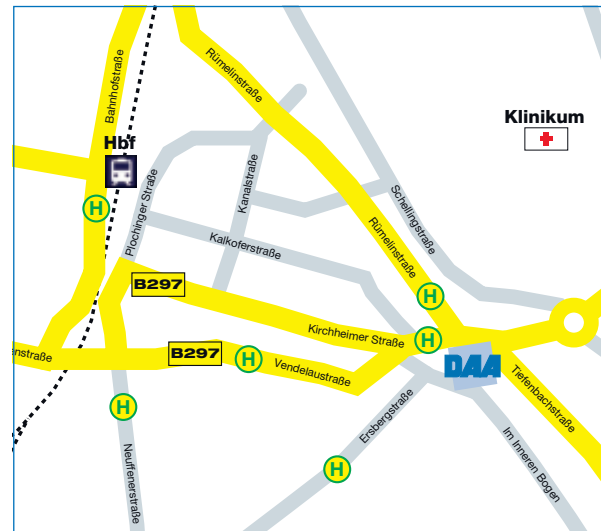 Bahnhofstraße
Rümelinstraße
Klinikum
Hbf
H
Plochinger Straße
Kanalstraße
Schellingstraße
Rümelinstraße
Kalkoferstraße
B297
H
Kirchheimer Straße
H
enstraße
B297
H
Vendelaustraße
DAA
Tiefenbachstraße
H
Ersbergstraße
Im Inneren Bogen
Neuffenerstraße
H